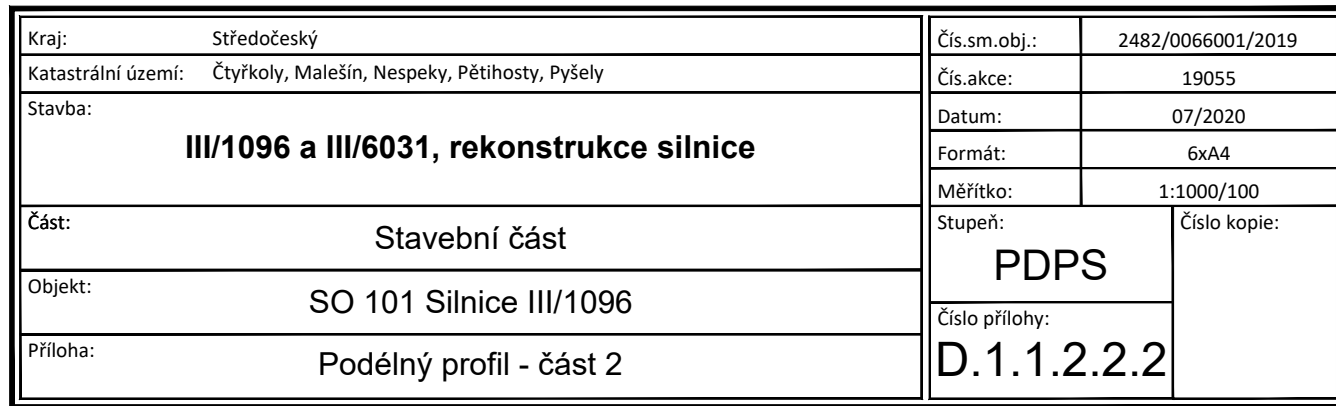 Kraj: Středočeský
Katastrální území: Čtyřkoly, Malešín, Nespeky, Pětihosty, Pyšely
Stavba:
III/1096 a III/6031, rekonstrukce silnice
Část:
Stavební část
Objekt:
SO 101 Silnice III/1096
Příloha:
Podélný profil - část 2
Čís.sm.obj.: 2482/0066001/2019
Čís.akce: 19055
Datum: 07/2020
Formát: 6xA4
Měřítko: 1:1000/100
Stupeň:
PDPS
Číslo kopie:
Číslo přílohy:
D.1.1.2.2.2